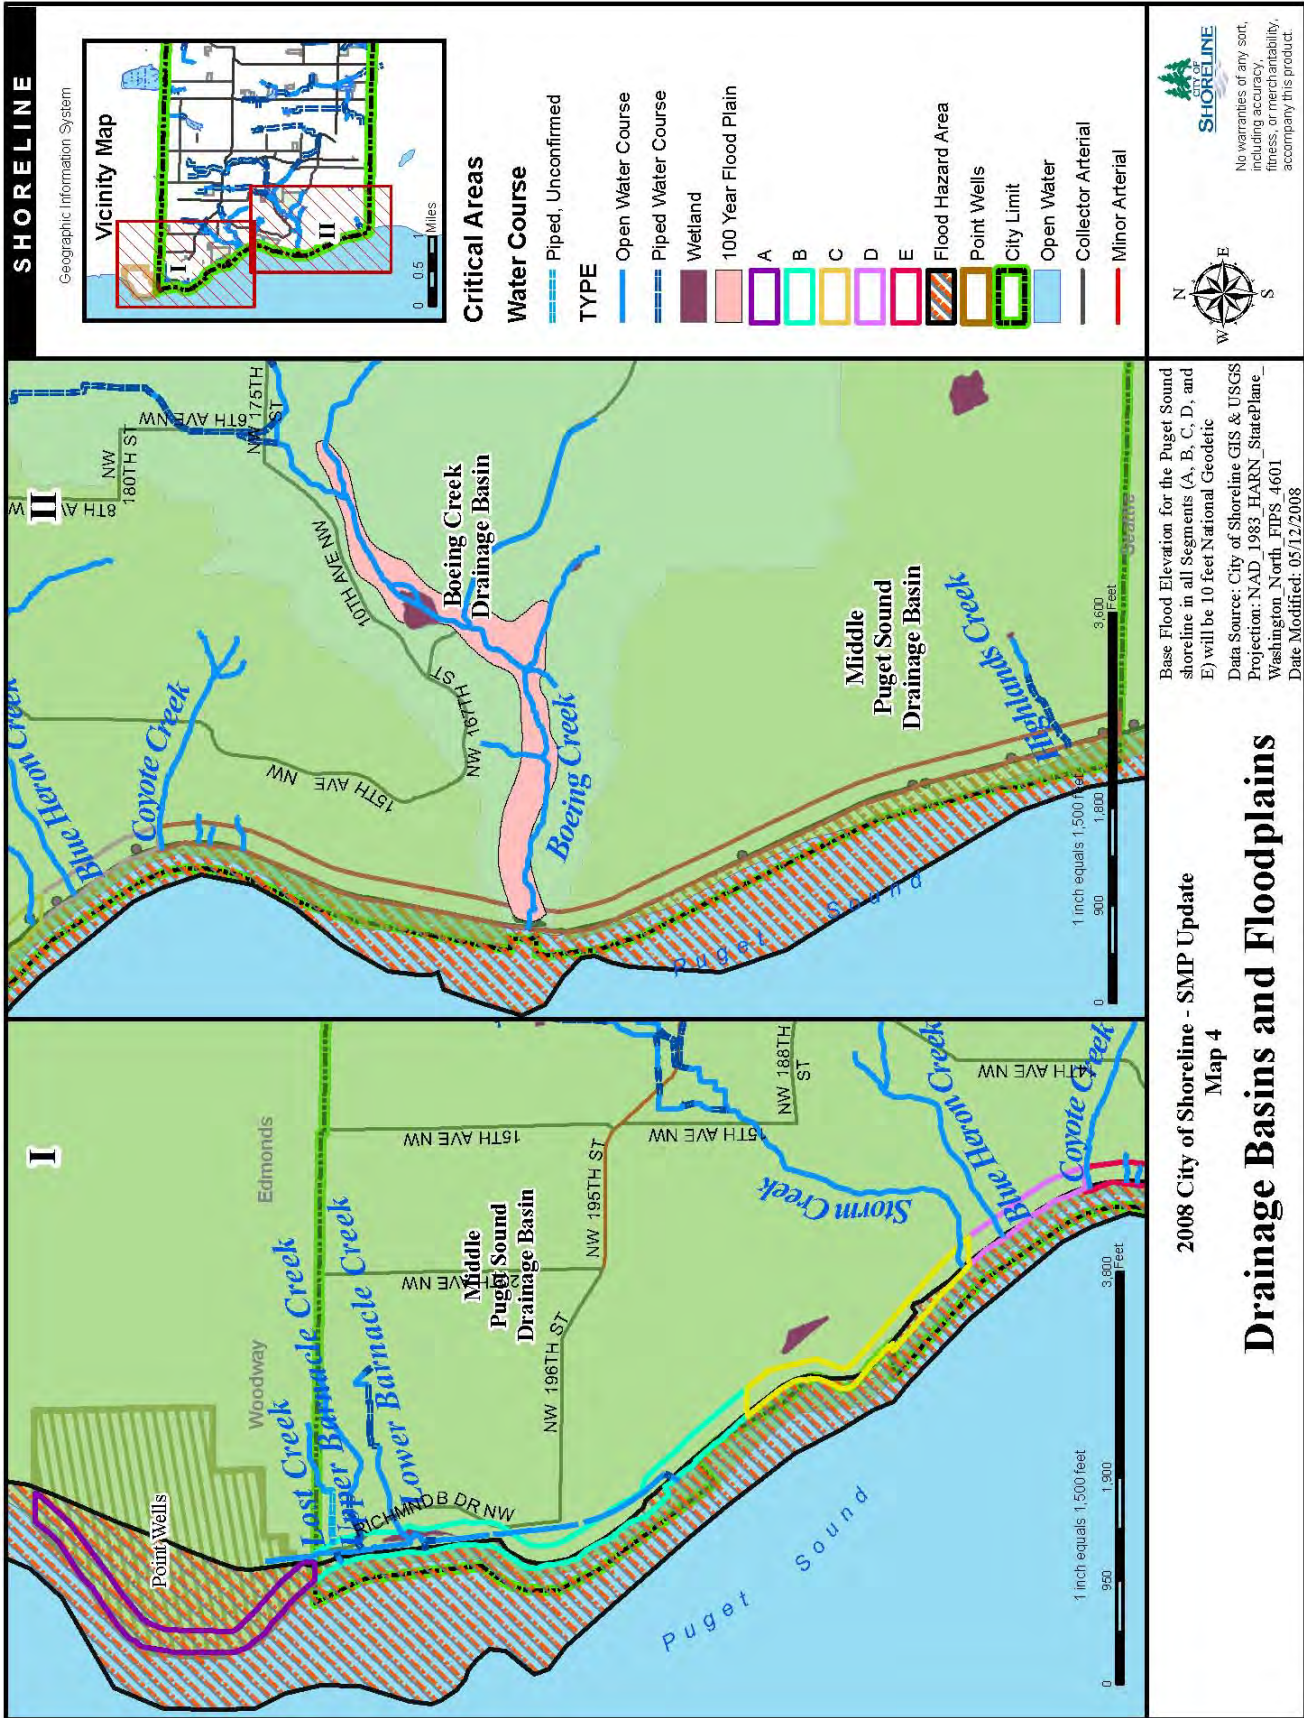 SHORELINE
Geographic Information System
Vicinity Map
I
II
0 0.5 1
Miles
Critical Areas
Water Course
Piped, Unconfirmed
TYPE
Open Water Course
Piped Water Course
Wetland
100 Year Flood Plain
A
B
C
D
E
Flood Hazard Area
Point Wells
City Limit
Open Water
Collector Arterial
Minor Arterial
I
Edmonds
Woodway
Point Wells
Lost Creek
Upper Barnacle Creek
Lower Barnacle Creek
RICHMND B DR NW
20TH AVE NW
15TH AVE NW
Middle
Puget Sound
Drainage Basin
NW 196TH ST
NW 195TH ST
15TH AVE NW
NW 188TH
ST
Storm Creek
Blue Heron Creek
Coyote Creek
14TH AVE NW
Puget Sound
1 inch equals 1,500 feet
0 950 1,900 3,800
Feet
II
8TH AVE NW
NW
180TH ST
6TH AVE NW
NW 175TH
ST
Blue Heron Creek
Coyote Creek
15TH AVE
NW
10TH AVE NW
NW 167TH ST
Boeing Creek
Drainage Basin
Boeing Creek
Middle
Puget Sound
Drainage Basin
Highlands Creek
Seattle
Puget Sound
1 inch equals 1,500 feet
0 900 1,800 3,600
Feet
2008 City of Shoreline - SMP Update
Map 4
Drainage Basins and Floodplains
Base Flood Elevation for the Puget Sound
shoreline in all Segments (A, B, C, D, and
E) will be 10 feet National Geodetic
Data Source: City of Shoreline GIS & USGS
Projection: NAD_1983_HARN_StatePlane_
Washington_North_FIPS_4601
Date Modified: 05/12/2008
N
W
E
S
CITY OF
SHORELINE
No warranties of any sort,
including accuracy,
fitness, or merchantability,
accompany this product.